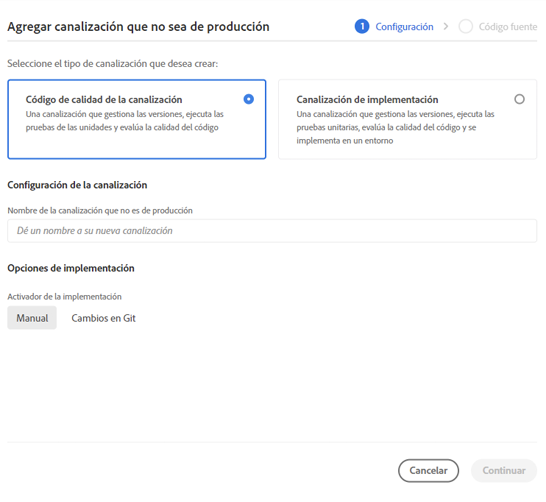 Agregar canalización que no sea de producción
1 Configuración > Código fuente
Seleccione el tipo de canalización que desea crear:
Código de calidad de la canalización
Una canalización que gestiona las versiones, ejecuta las
pruebas de las unidades y evalúa la calidad del código
Canalización de implementación
Una canalización que gestiona las versiones, ejecuta las
pruebas unitarias, evalúa la calidad del código y se
implementa en un entorno
Configuración de la canalización
Nombre de la canalización que no es de producción
Dé un nombre a su nueva canalización
Opciones de implementación
Activador de la implementación
Manual Cambios en Git
Cancelar Continuar